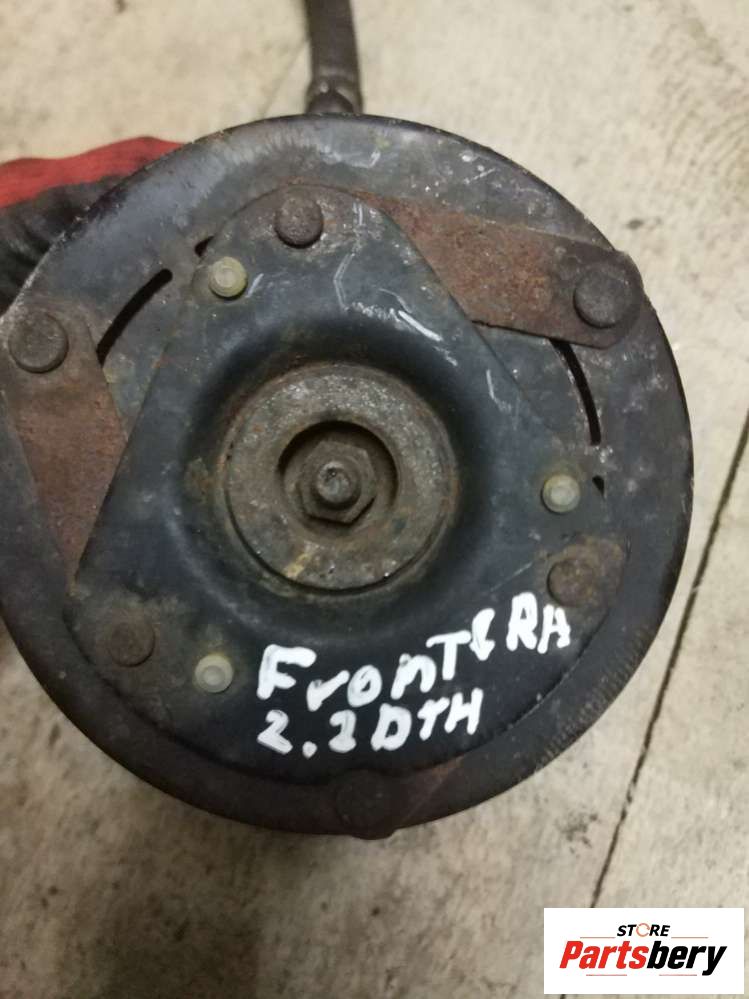 FronTERA
2.2DTH
STORE
Partsbery